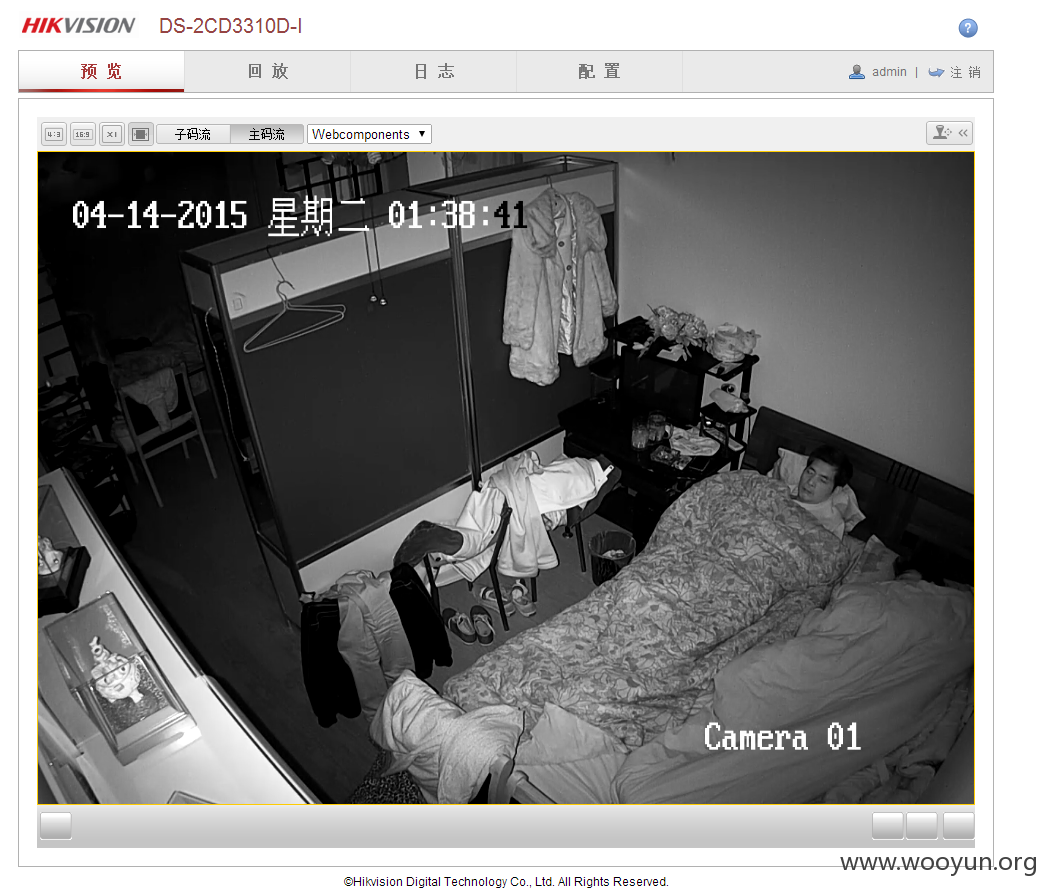 HIKVISION DS-2CD3310D-I
?
预览 回放 日志 配置 admin | 注销
4:3 16:9 X1 子码流 主码流 Webcomponents ▼ «
04-14-2015 星期二 01:38:41
Camera 01
www.wooyun.org
©Hikvision Digital Technology Co., Ltd. All Rights Reserved.